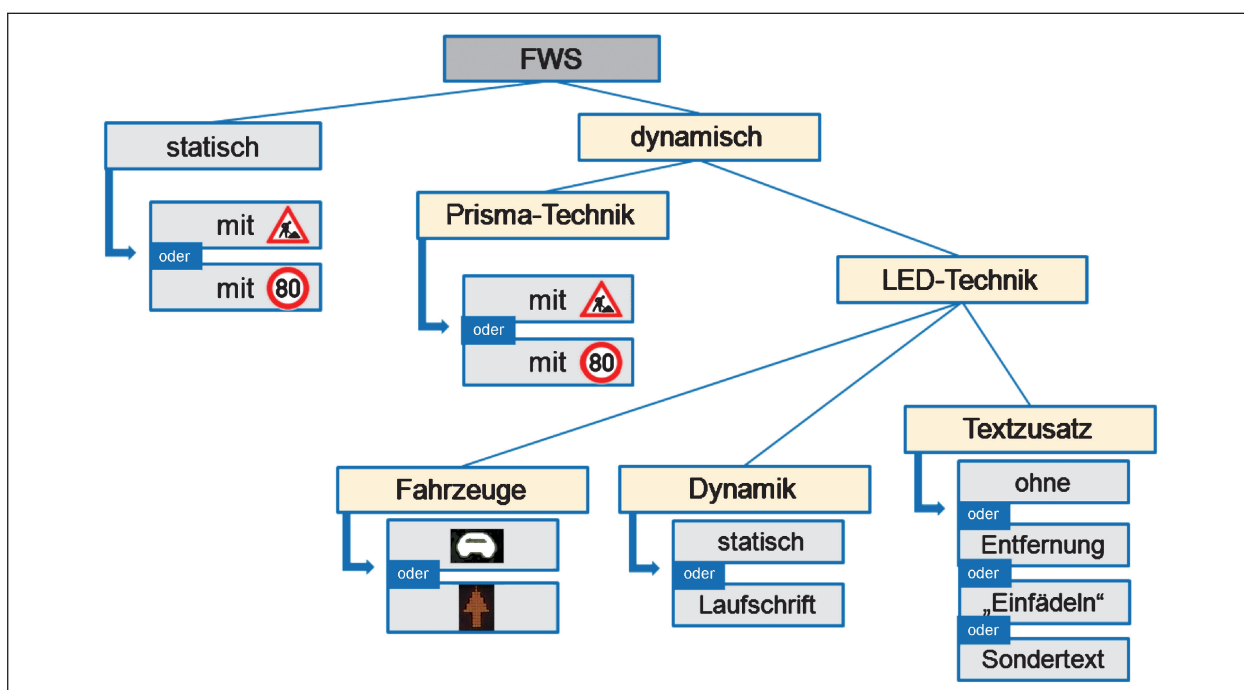 FWS
statisch
dynamisch
mit
oder
mit 80
Prisma-Technik
mit
oder
mit 80
LED-Technik
Fahrzeuge
oder
Dynamik
statisch
oder
Laufschrift
Textzusatz
ohne
oder
Entfernung
oder
„Einfädeln“
oder
Sondertext